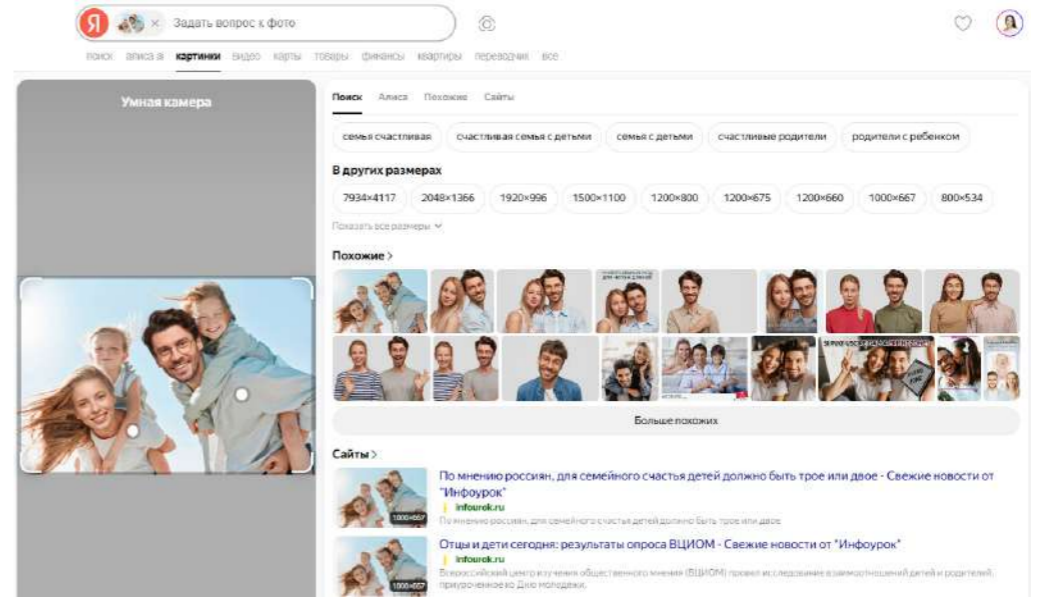 Я
Задать вопрос к фото
поиск алиса ai картинки видео карты товары финансы квартиры переводчик все
Умная камера
Поиск Алиса Похожие Сайты
семья счастливая счастливая семья с детьми семья с детьми счастливые родители родители с ребенком
В других размерах
7934×4117 2048×1366 1920×996 1500×1100 1200×800 1200×675 1200×660 1000×667 800×534
Показать все размеры
Похожие >
Больше похожих
Сайты >
По мнению россиян, для семейного счастья детей должно быть трое или двое - Свежие новости от
"Инфоурок"
infourok.ru
По мнению россиян, для семейного счастья детей должно быть трое или двое
1000×667
Отцы и дети сегодня: результаты опроса ВЦИОМ - Свежие новости от "Инфоурок"
infourok.ru
Всероссийский центр изучения общественного мнения (ВЦИОМ) провел исследование взаимоотношений детей и родителей,
приуроченное ко Дню молодежи.
1000×667